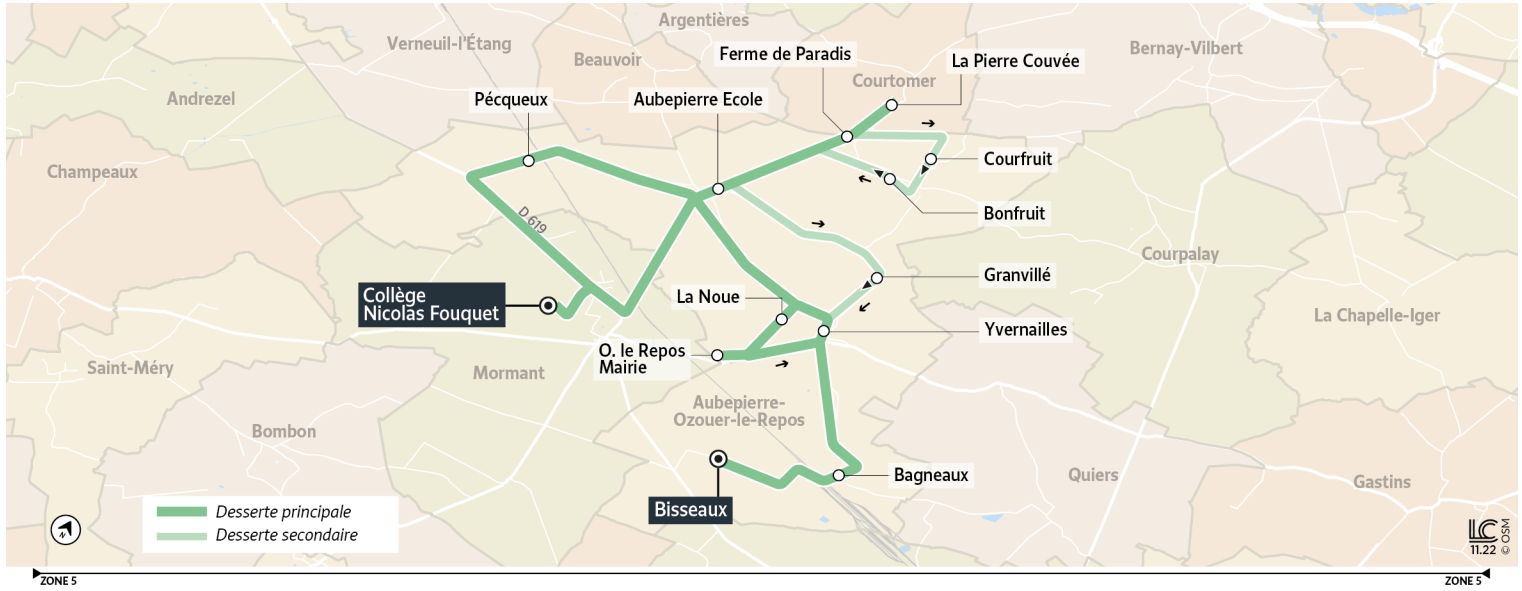 Argentières
Verneuil-l'Étang
Beauvoir
Ferme de Paradis
La Pierre Couvée
Bernay-Vilbert
Courtomer
Andrezel
Pécqueux
Aubepierre Ecole
Champeaux
Courfruit
D 619
Bonfruit
Courpalay
Granvillé
Collège
Nicolas Fouquet
La Noue
Yvernailles
La Chapelle-Iger
O. le Repos
Mairie
Saint-Méry
Mormant
Aubepierre-
Ozouer-le-Repos
Bombon
Bagneaux
Quiers
Gastins
Bisseaux
Desserte principale
Desserte secondaire
N
LC
11.22
© OSM
ZONE 5
ZONE 5